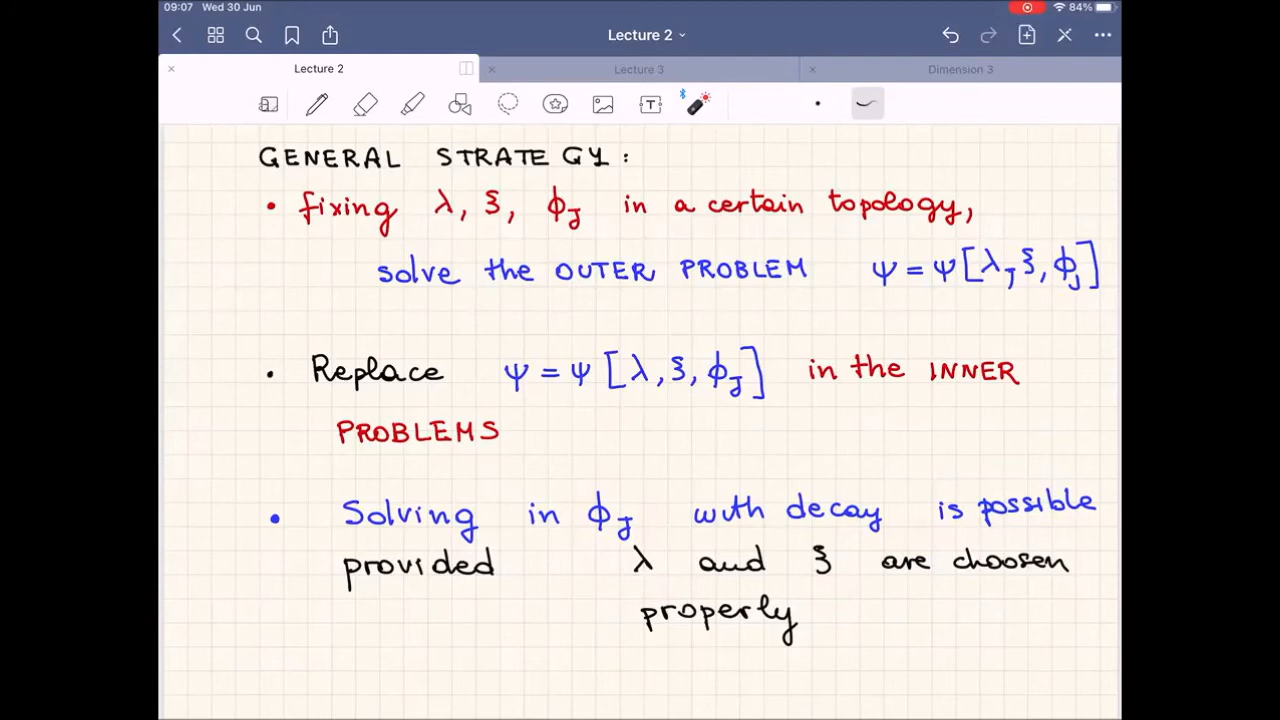 09:07 Wed 30 Jun
84%
Lecture 2
Lecture 2
Lecture 3
Dimension 3
GENERAL STRATEGY:
• fixing λ, ξ, ϕ_J in a certain topology,
solve the OUTER PROBLEM ψ = ψ[λ, ξ, ϕ_J]
• Replace ψ = ψ[λ, ξ, ϕ_J] in the INNER
PROBLEMS
• Solving in ϕ_J with decay is possible
provided λ and ξ are choosen
properly